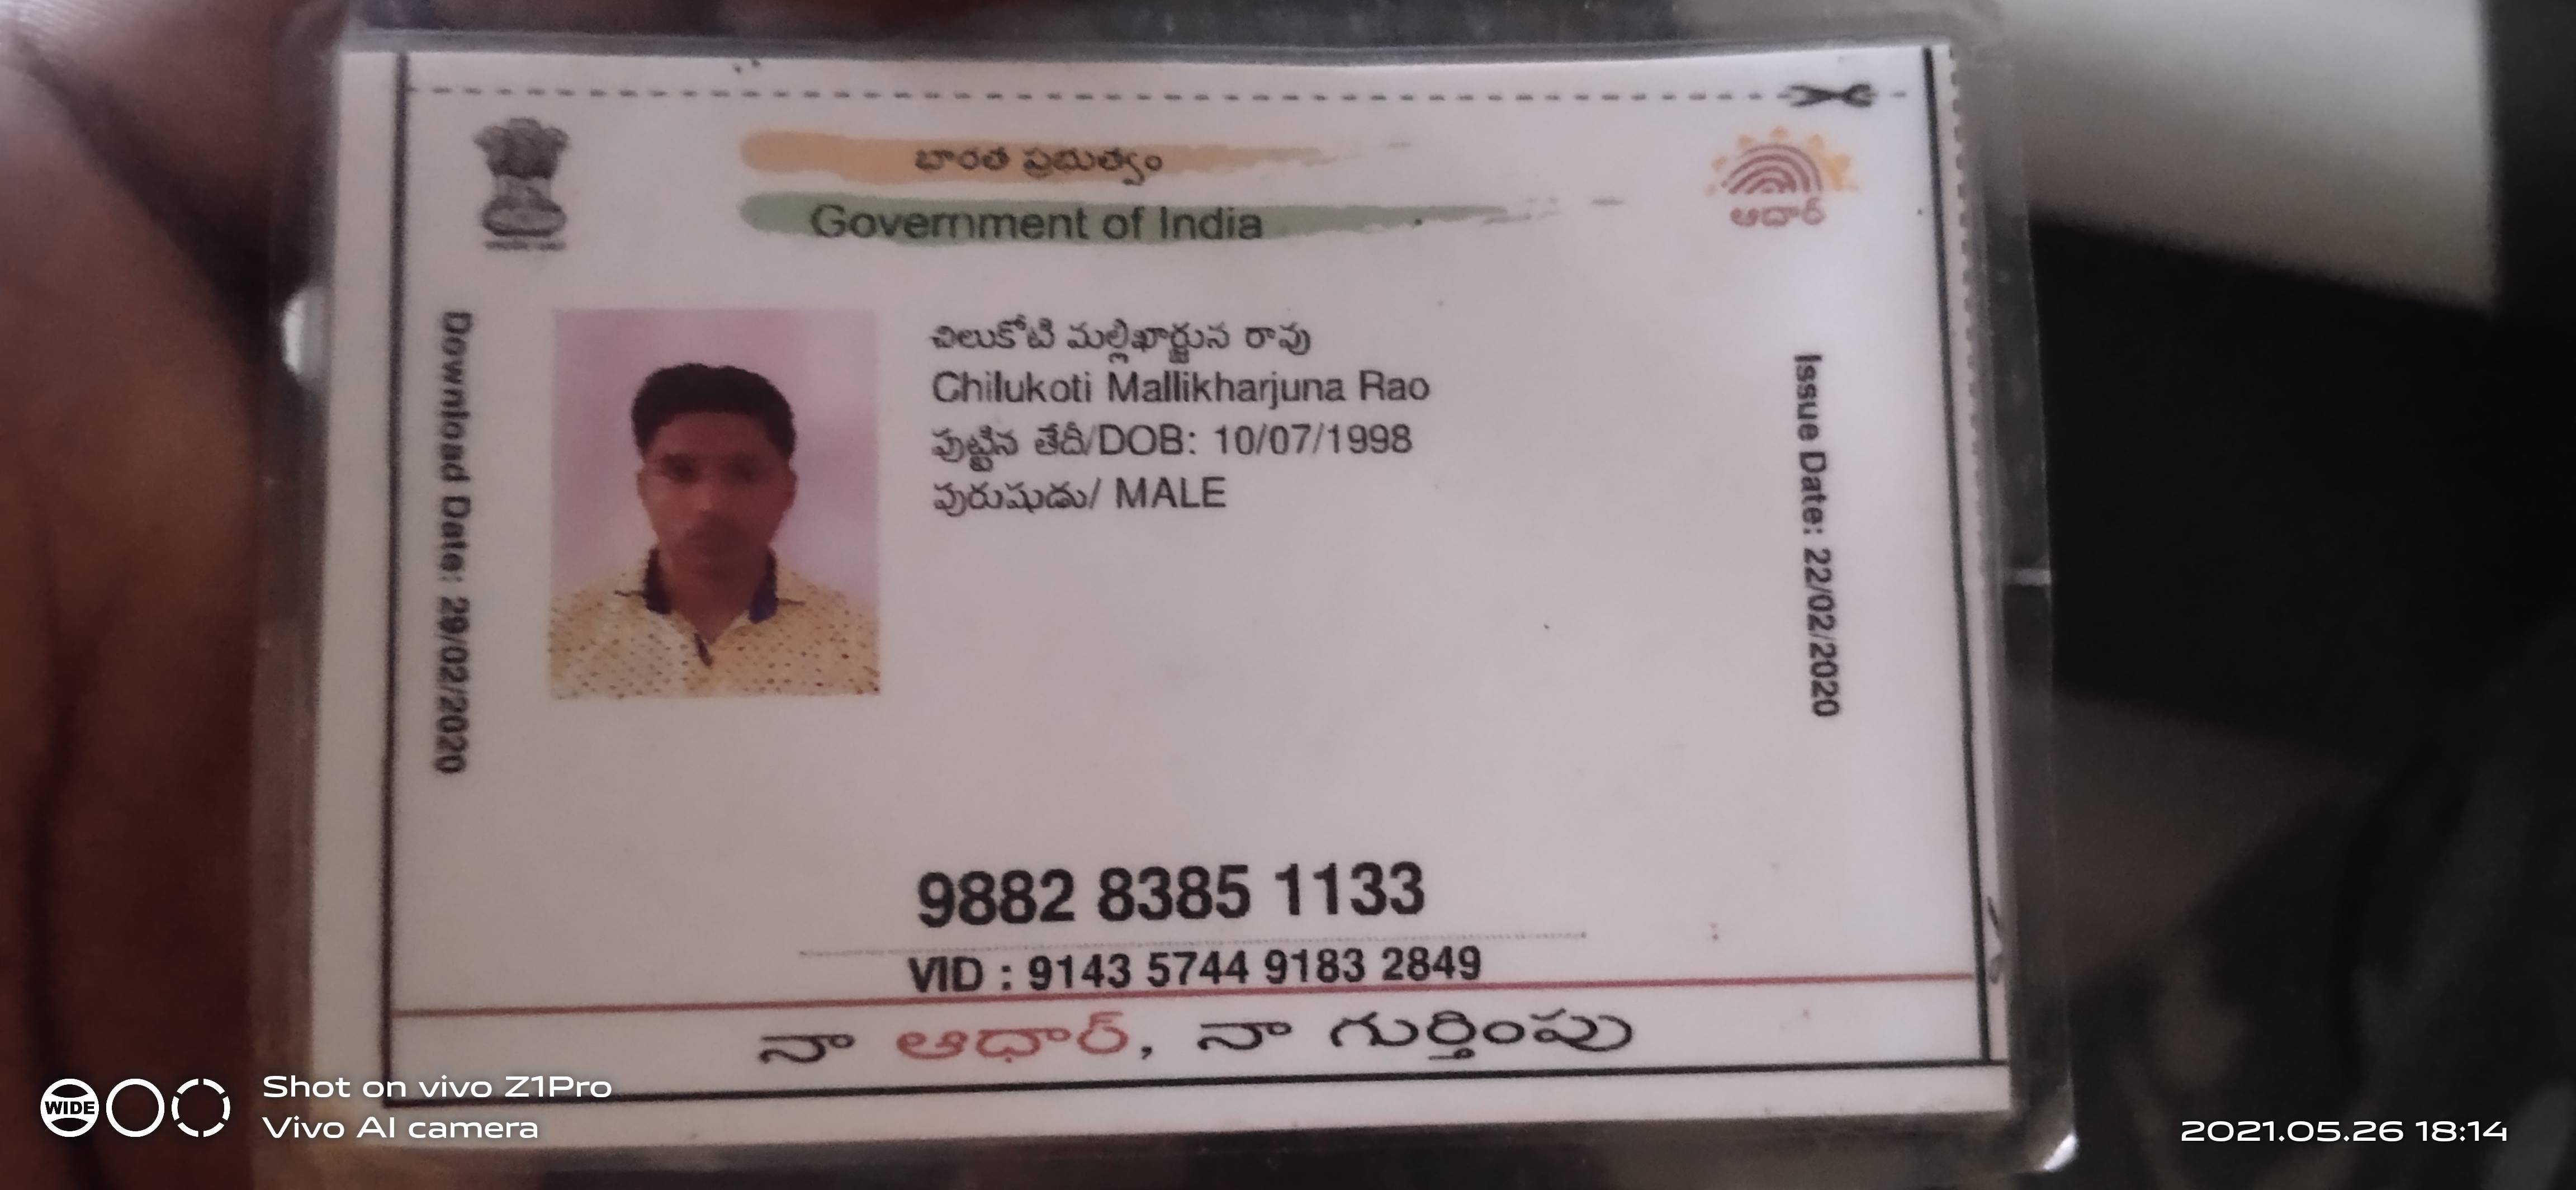 భారత ప్రభుత్వం
Government of India
ఆధార్
Download Date: 29/02/2020
చిలుకోటి మల్లిఖార్జున రావు
Chilukoti Mallikharjuna Rao
పుట్టిన తేదీ/DOB: 10/07/1998
పురుషుడు/ MALE
Issue Date: 22/02/2020
9882 8385 1133
VID : 9143 5744 9183 2849
నా ఆధార్, నా గుర్తింపు
WIDE
Shot on vivo Z1Pro
Vivo AI camera
2021.05.26 18:14